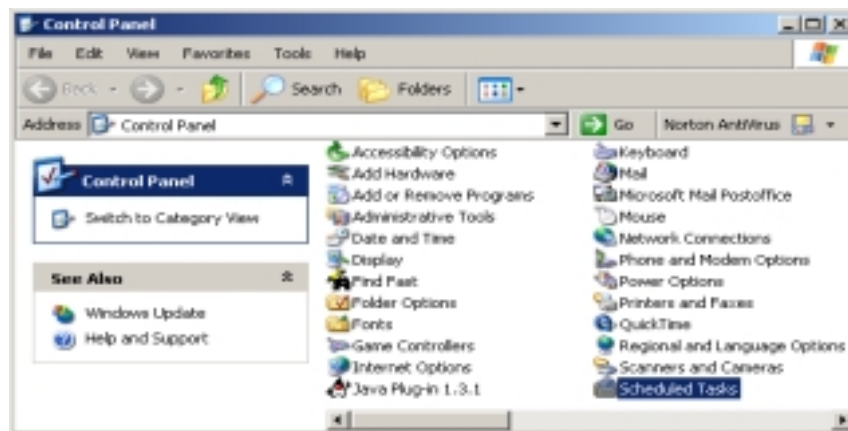 Control Panel
File Edit View Favorites Tools Help
Back Search Folders
Address Control Panel Go Norton AntiVirus
Control Panel
Switch to Category View
See Also
Windows Update
Help and Support
Accessibility Options
Add Hardware
Add or Remove Programs
Administrative Tools
Date and Time
Display
Find Fast
Folder Options
Fonts
Game Controllers
Internet Options
Java Plug-in 1.3.1
Keyboard
Mail
Microsoft Mail Postoffice
Mouse
Network Connections
Phone and Modem Options
Power Options
Printers and Faxes
QuickTime
Regional and Language Options
Scanners and Cameras
Scheduled Tasks